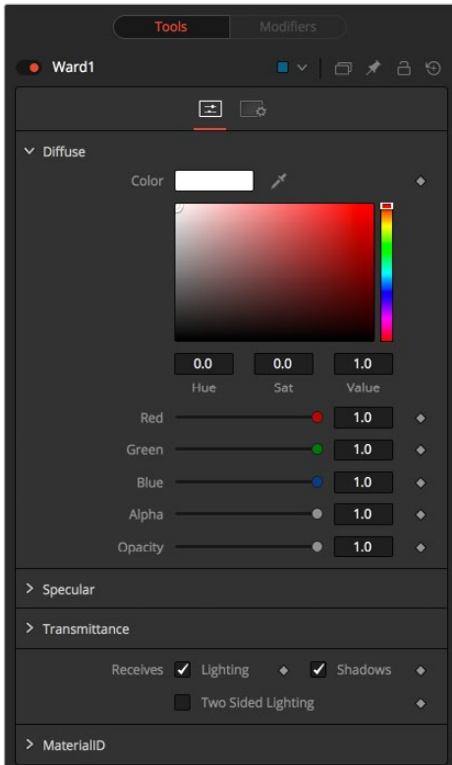 Tools Modifiers
Ward1
Diffuse
Color
0.0 0.0 1.0
Hue Sat Value
Red 1.0
Green 1.0
Blue 1.0
Alpha 1.0
Opacity 1.0
Specular
Transmittance
Receives Lighting Shadows
Two Sided Lighting
MaterialID